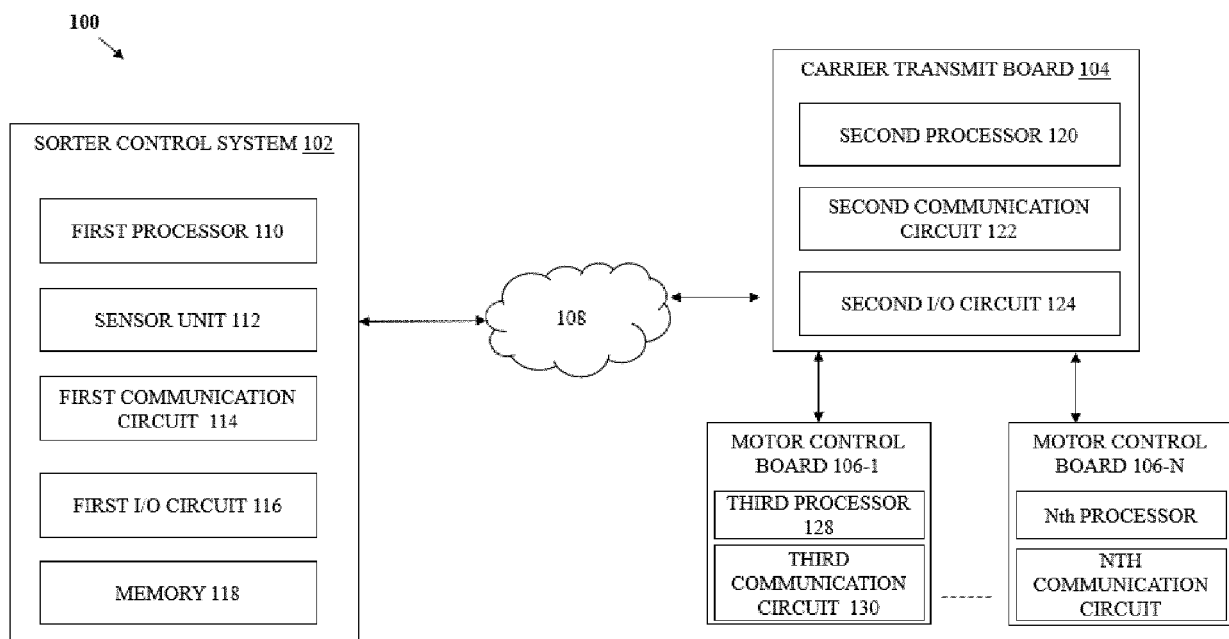 100
SORTER CONTROL SYSTEM 102
FIRST PROCESSOR 110
SENSOR UNIT 112
FIRST COMMUNICATION
CIRCUIT 114
FIRST I/O CIRCUIT 116
MEMORY 118
108
CARRIER TRANSMIT BOARD 104
SECOND PROCESSOR 120
SECOND COMMUNICATION
CIRCUIT 122
SECOND I/O CIRCUIT 124
MOTOR CONTROL
BOARD 106-1
THIRD PROCESSOR
128
THIRD
COMMUNICATION
CIRCUIT 130
MOTOR CONTROL
BOARD 106-N
Nth PROCESSOR
NTH
COMMUNICATION
CIRCUIT